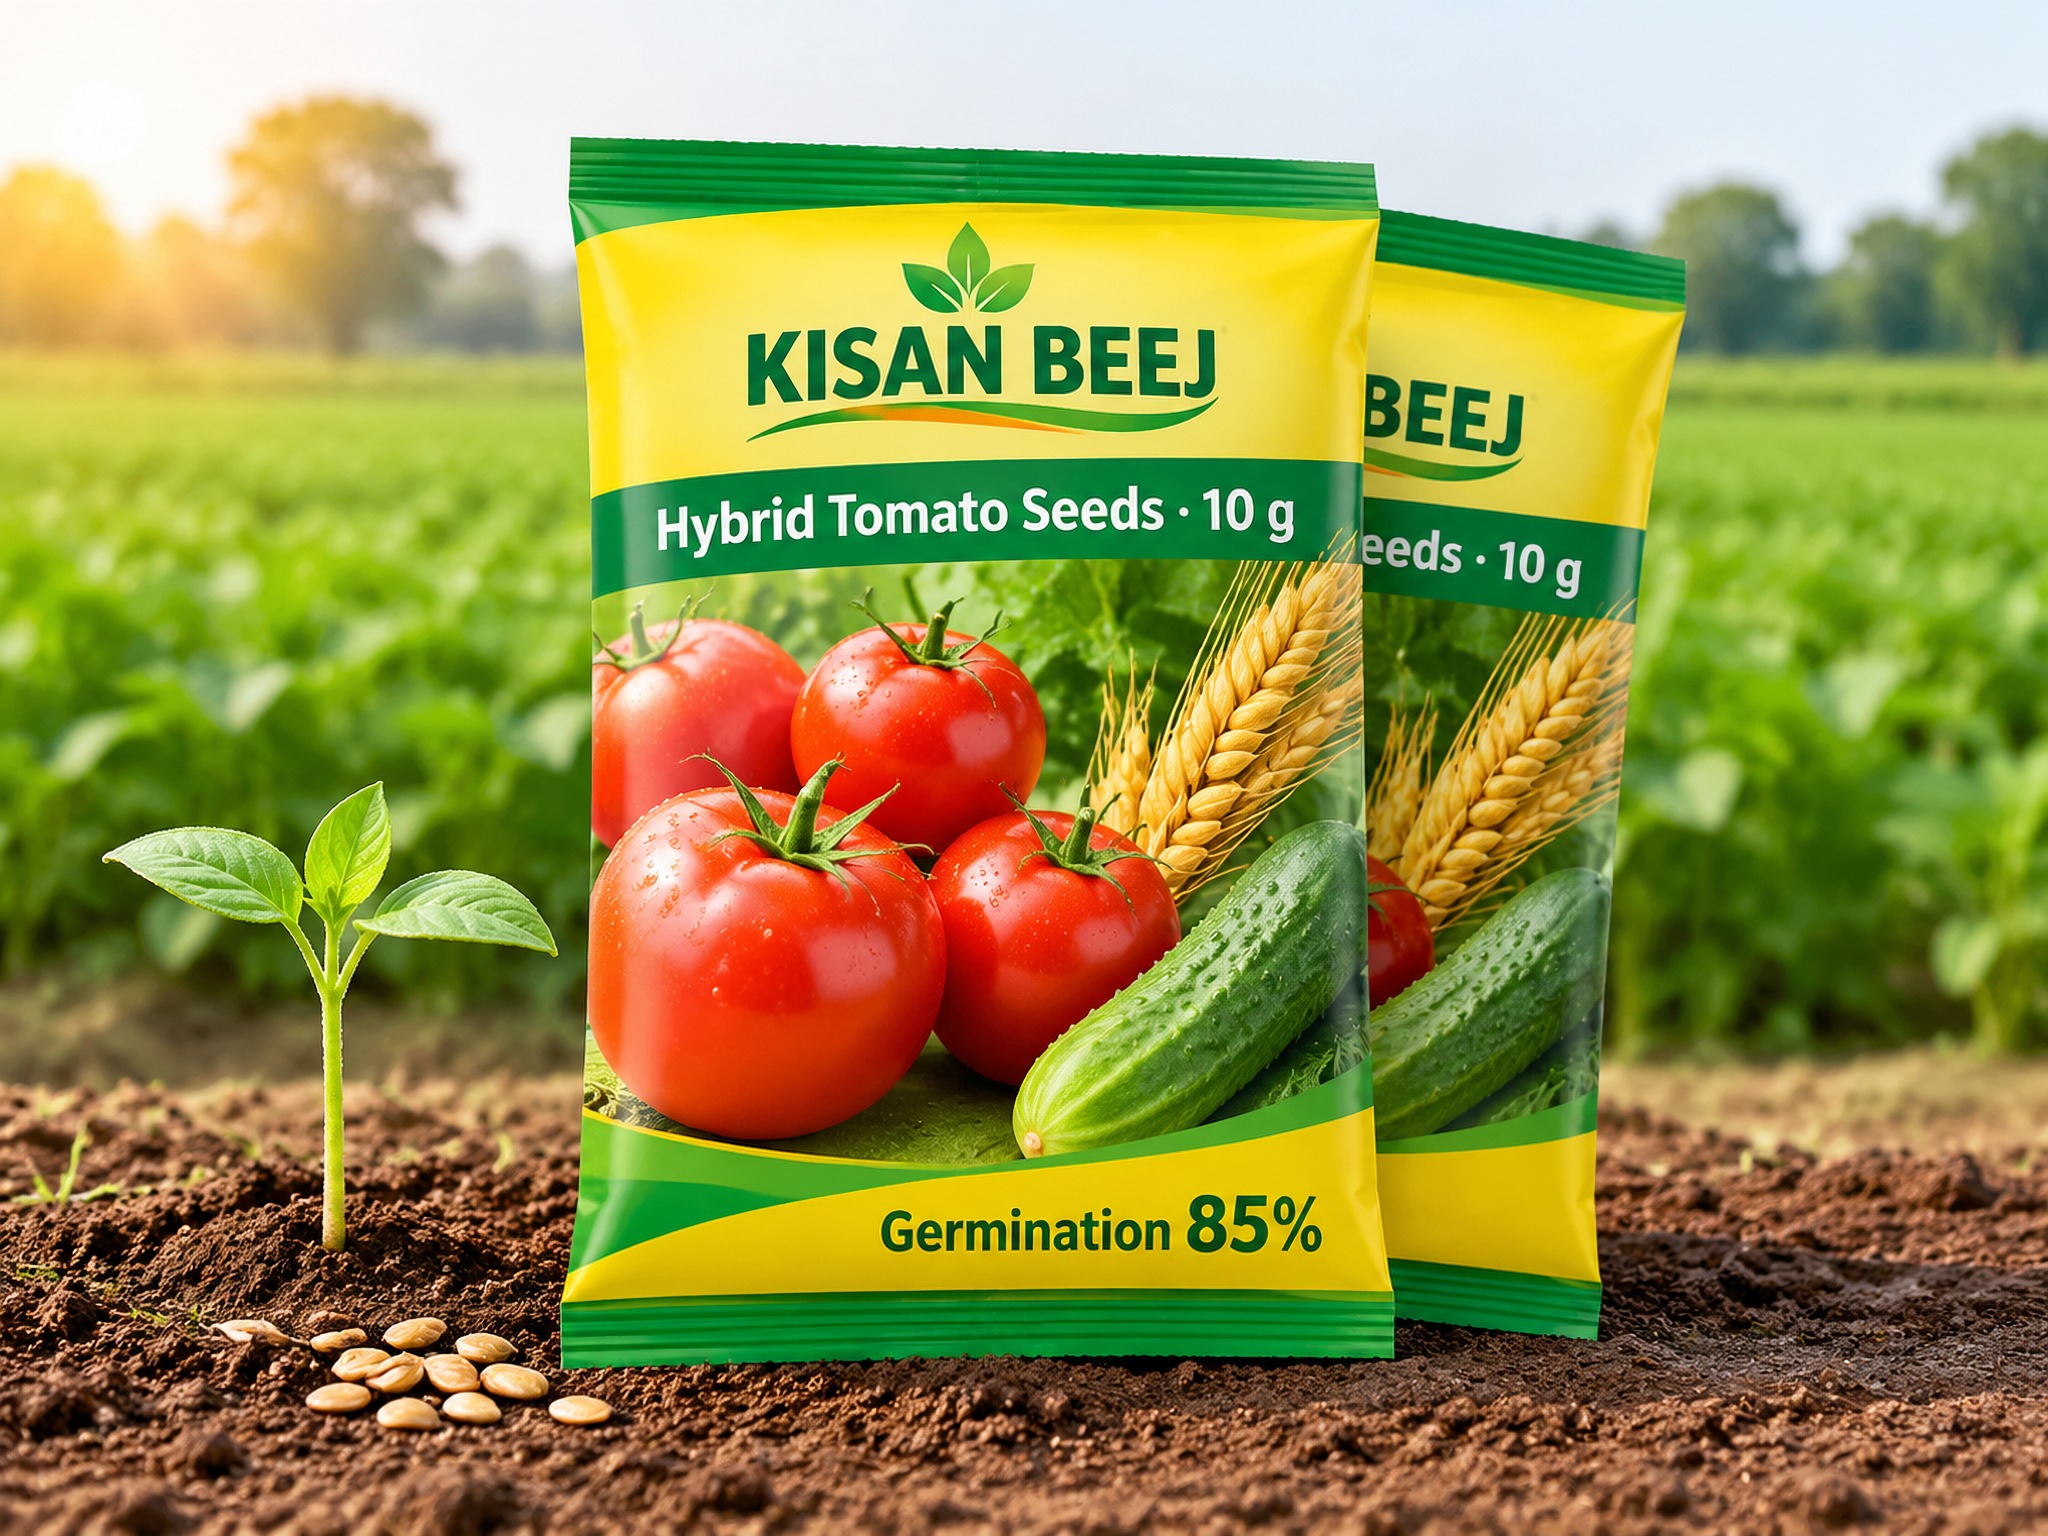 KISAN BEEJ
Hybrid Tomato Seeds · 10 g
Germination 85%
BEEJ
eeds · 10 g